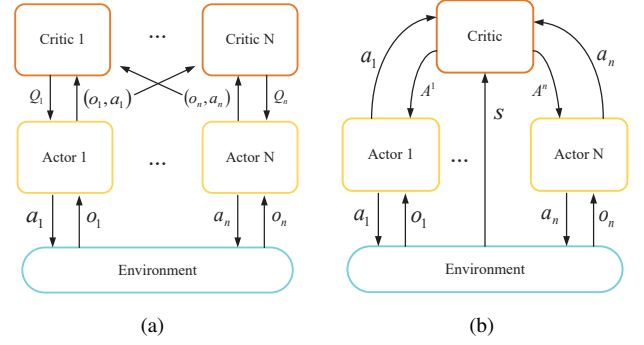 Critic 1
...
Critic N
Q₁
(o₁, a₁)
(oₙ, aₙ)
Qₙ
Actor 1
...
Actor N
a₁
o₁
aₙ
oₙ
Environment
(a)
Critic
a₁
aₙ
A¹
Aⁿ
s
Actor 1
...
Actor N
a₁
o₁
aₙ
oₙ
Environment
(b)